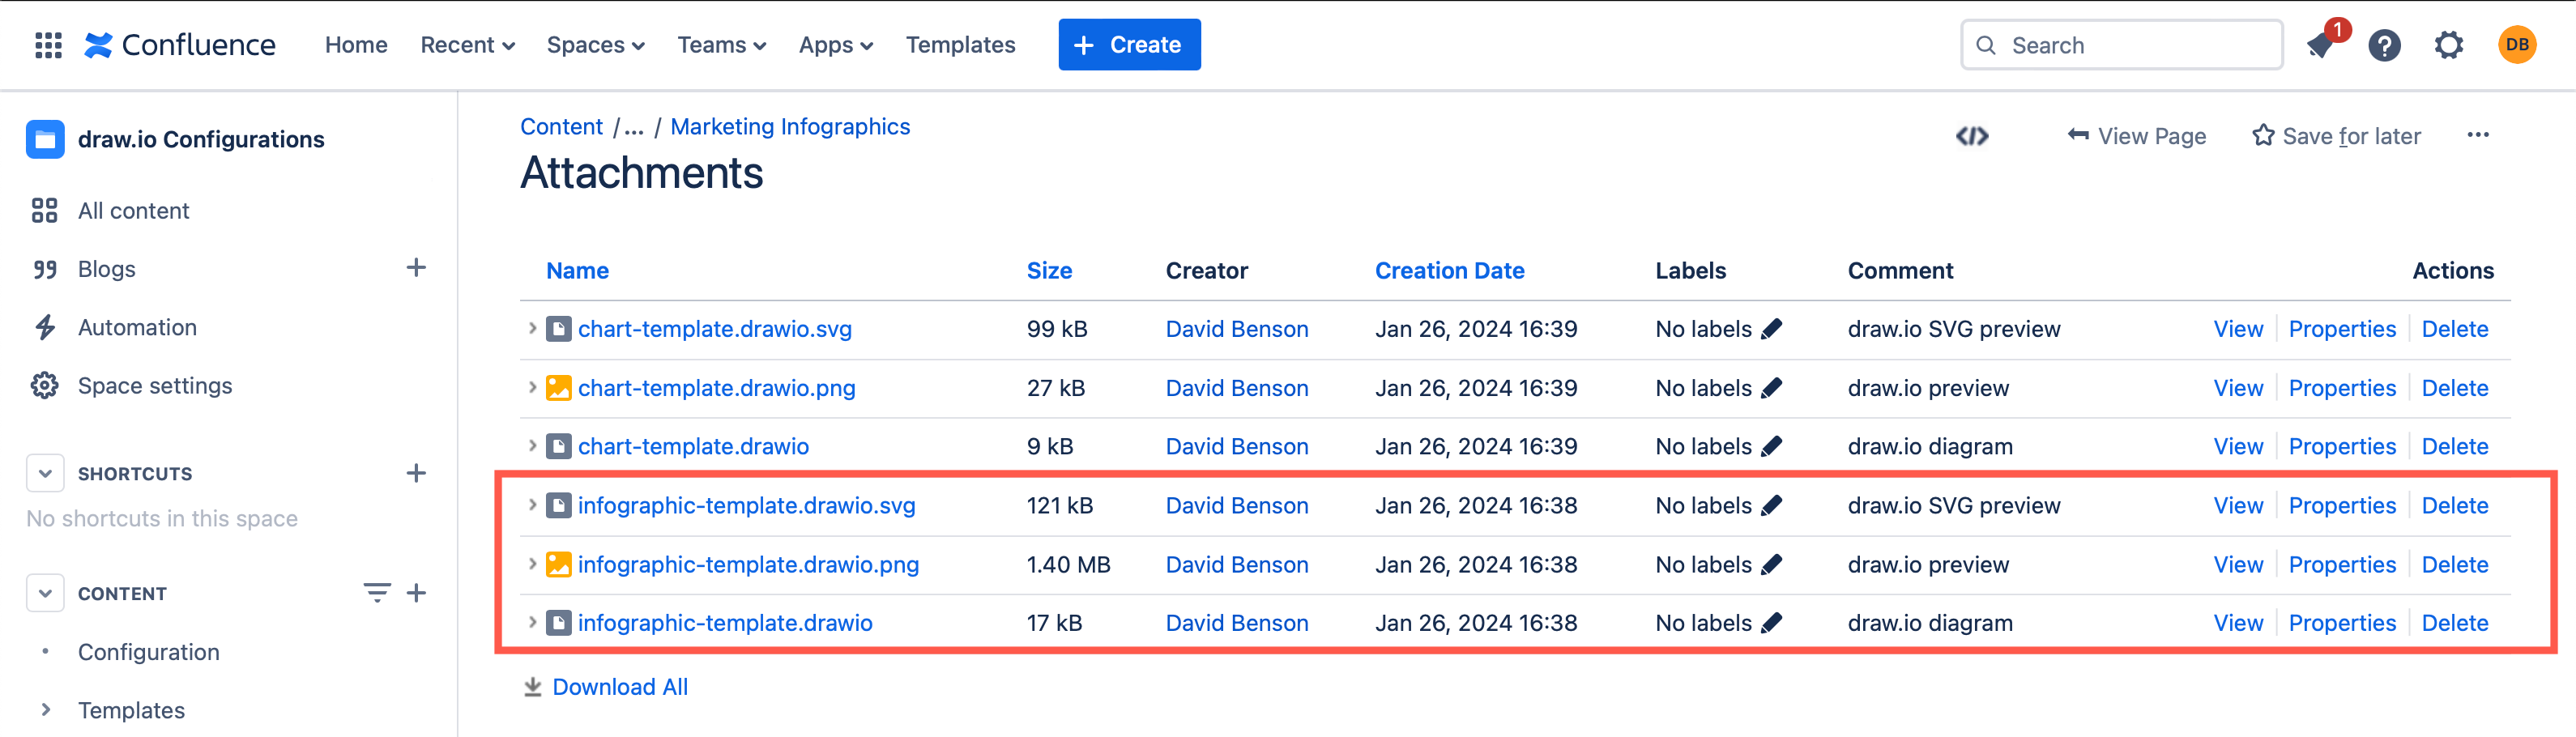 Confluence Home Recent Spaces Teams Apps Templates + Create Search 1 ? DB
draw.io Configurations
All content
Blogs
Automation
Space settings
SHORTCUTS
No shortcuts in this space
CONTENT
Configuration
Templates
Content / ... / Marketing Infographics
</> View Page Save for later ...
Attachments
Name Size Creator Creation Date Labels Comment Actions
chart-template.drawio.svg 99 kB David Benson Jan 26, 2024 16:39 No labels draw.io SVG preview View Properties Delete
chart-template.drawio.png 27 kB David Benson Jan 26, 2024 16:39 No labels draw.io preview View Properties Delete
chart-template.drawio 9 kB David Benson Jan 26, 2024 16:39 No labels draw.io diagram View Properties Delete
infographic-template.drawio.svg 121 kB David Benson Jan 26, 2024 16:38 No labels draw.io SVG preview View Properties Delete
infographic-template.drawio.png 1.40 MB David Benson Jan 26, 2024 16:38 No labels draw.io preview View Properties Delete
infographic-template.drawio 17 kB David Benson Jan 26, 2024 16:38 No labels draw.io diagram View Properties Delete
Download All